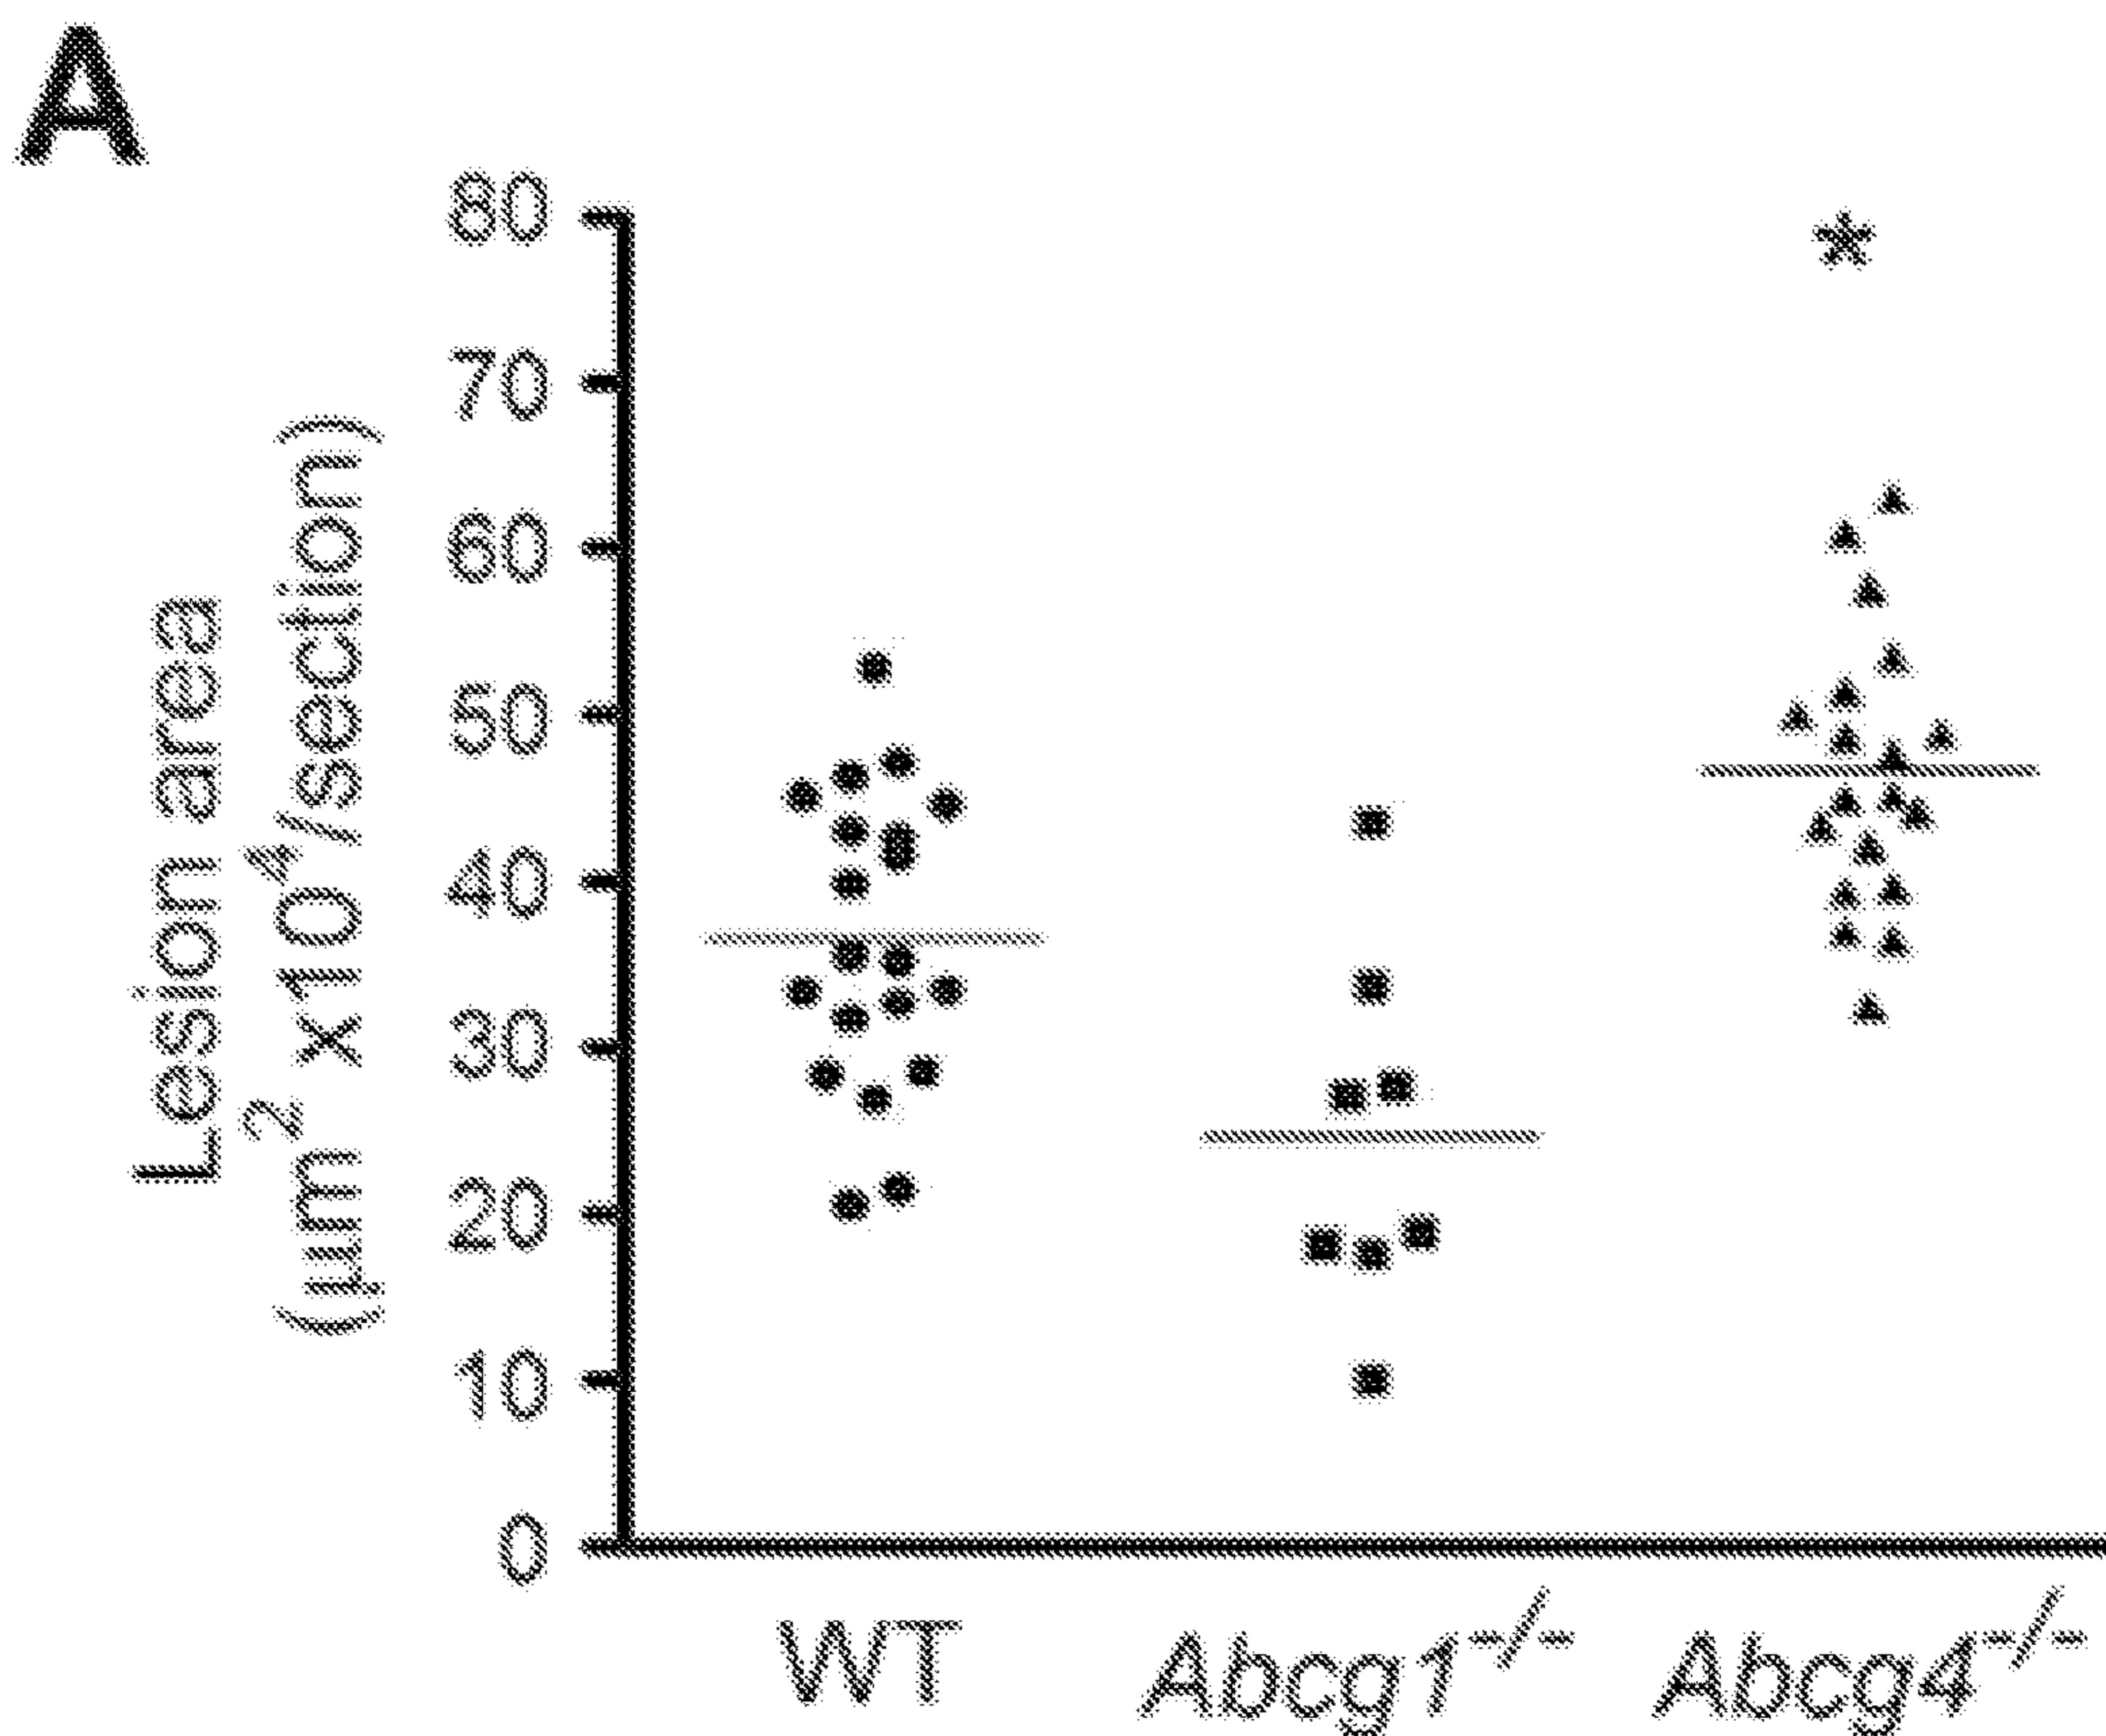 A
Lesion area
(µm² x10⁴/section)
80
70
60
50
40
30
20
10
0
*
WT Abcg1⁻/⁻ Abcg4⁻/⁻